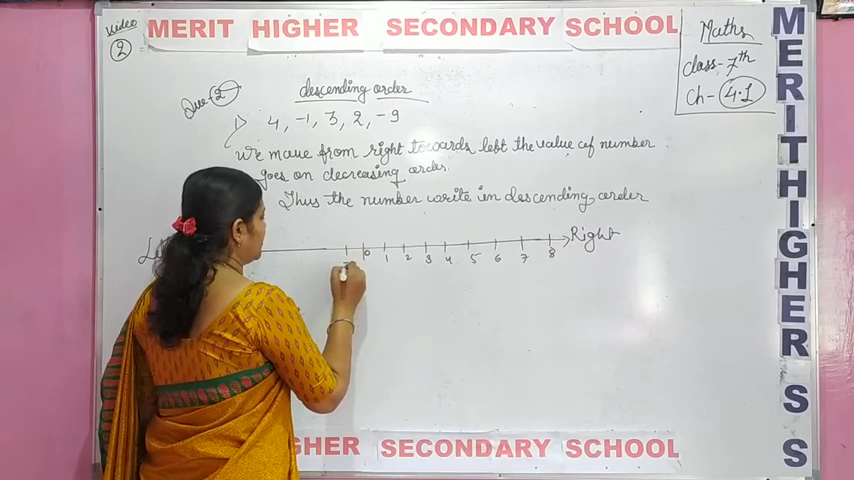 Video
2
MERIT HIGHER SECONDARY SCHOOL
Maths
class-7th
Ch-4.1
MERIT HIGHER S S
Que-2
descending order
1) 4, -1, 3, 2, -9
We move from right towards left the value of number
goes on decreasing order.
Thus the number write in descending order
0 1 2 3 4 5 6 7 8 Right
HIGHER SECONDARY SCHOOL